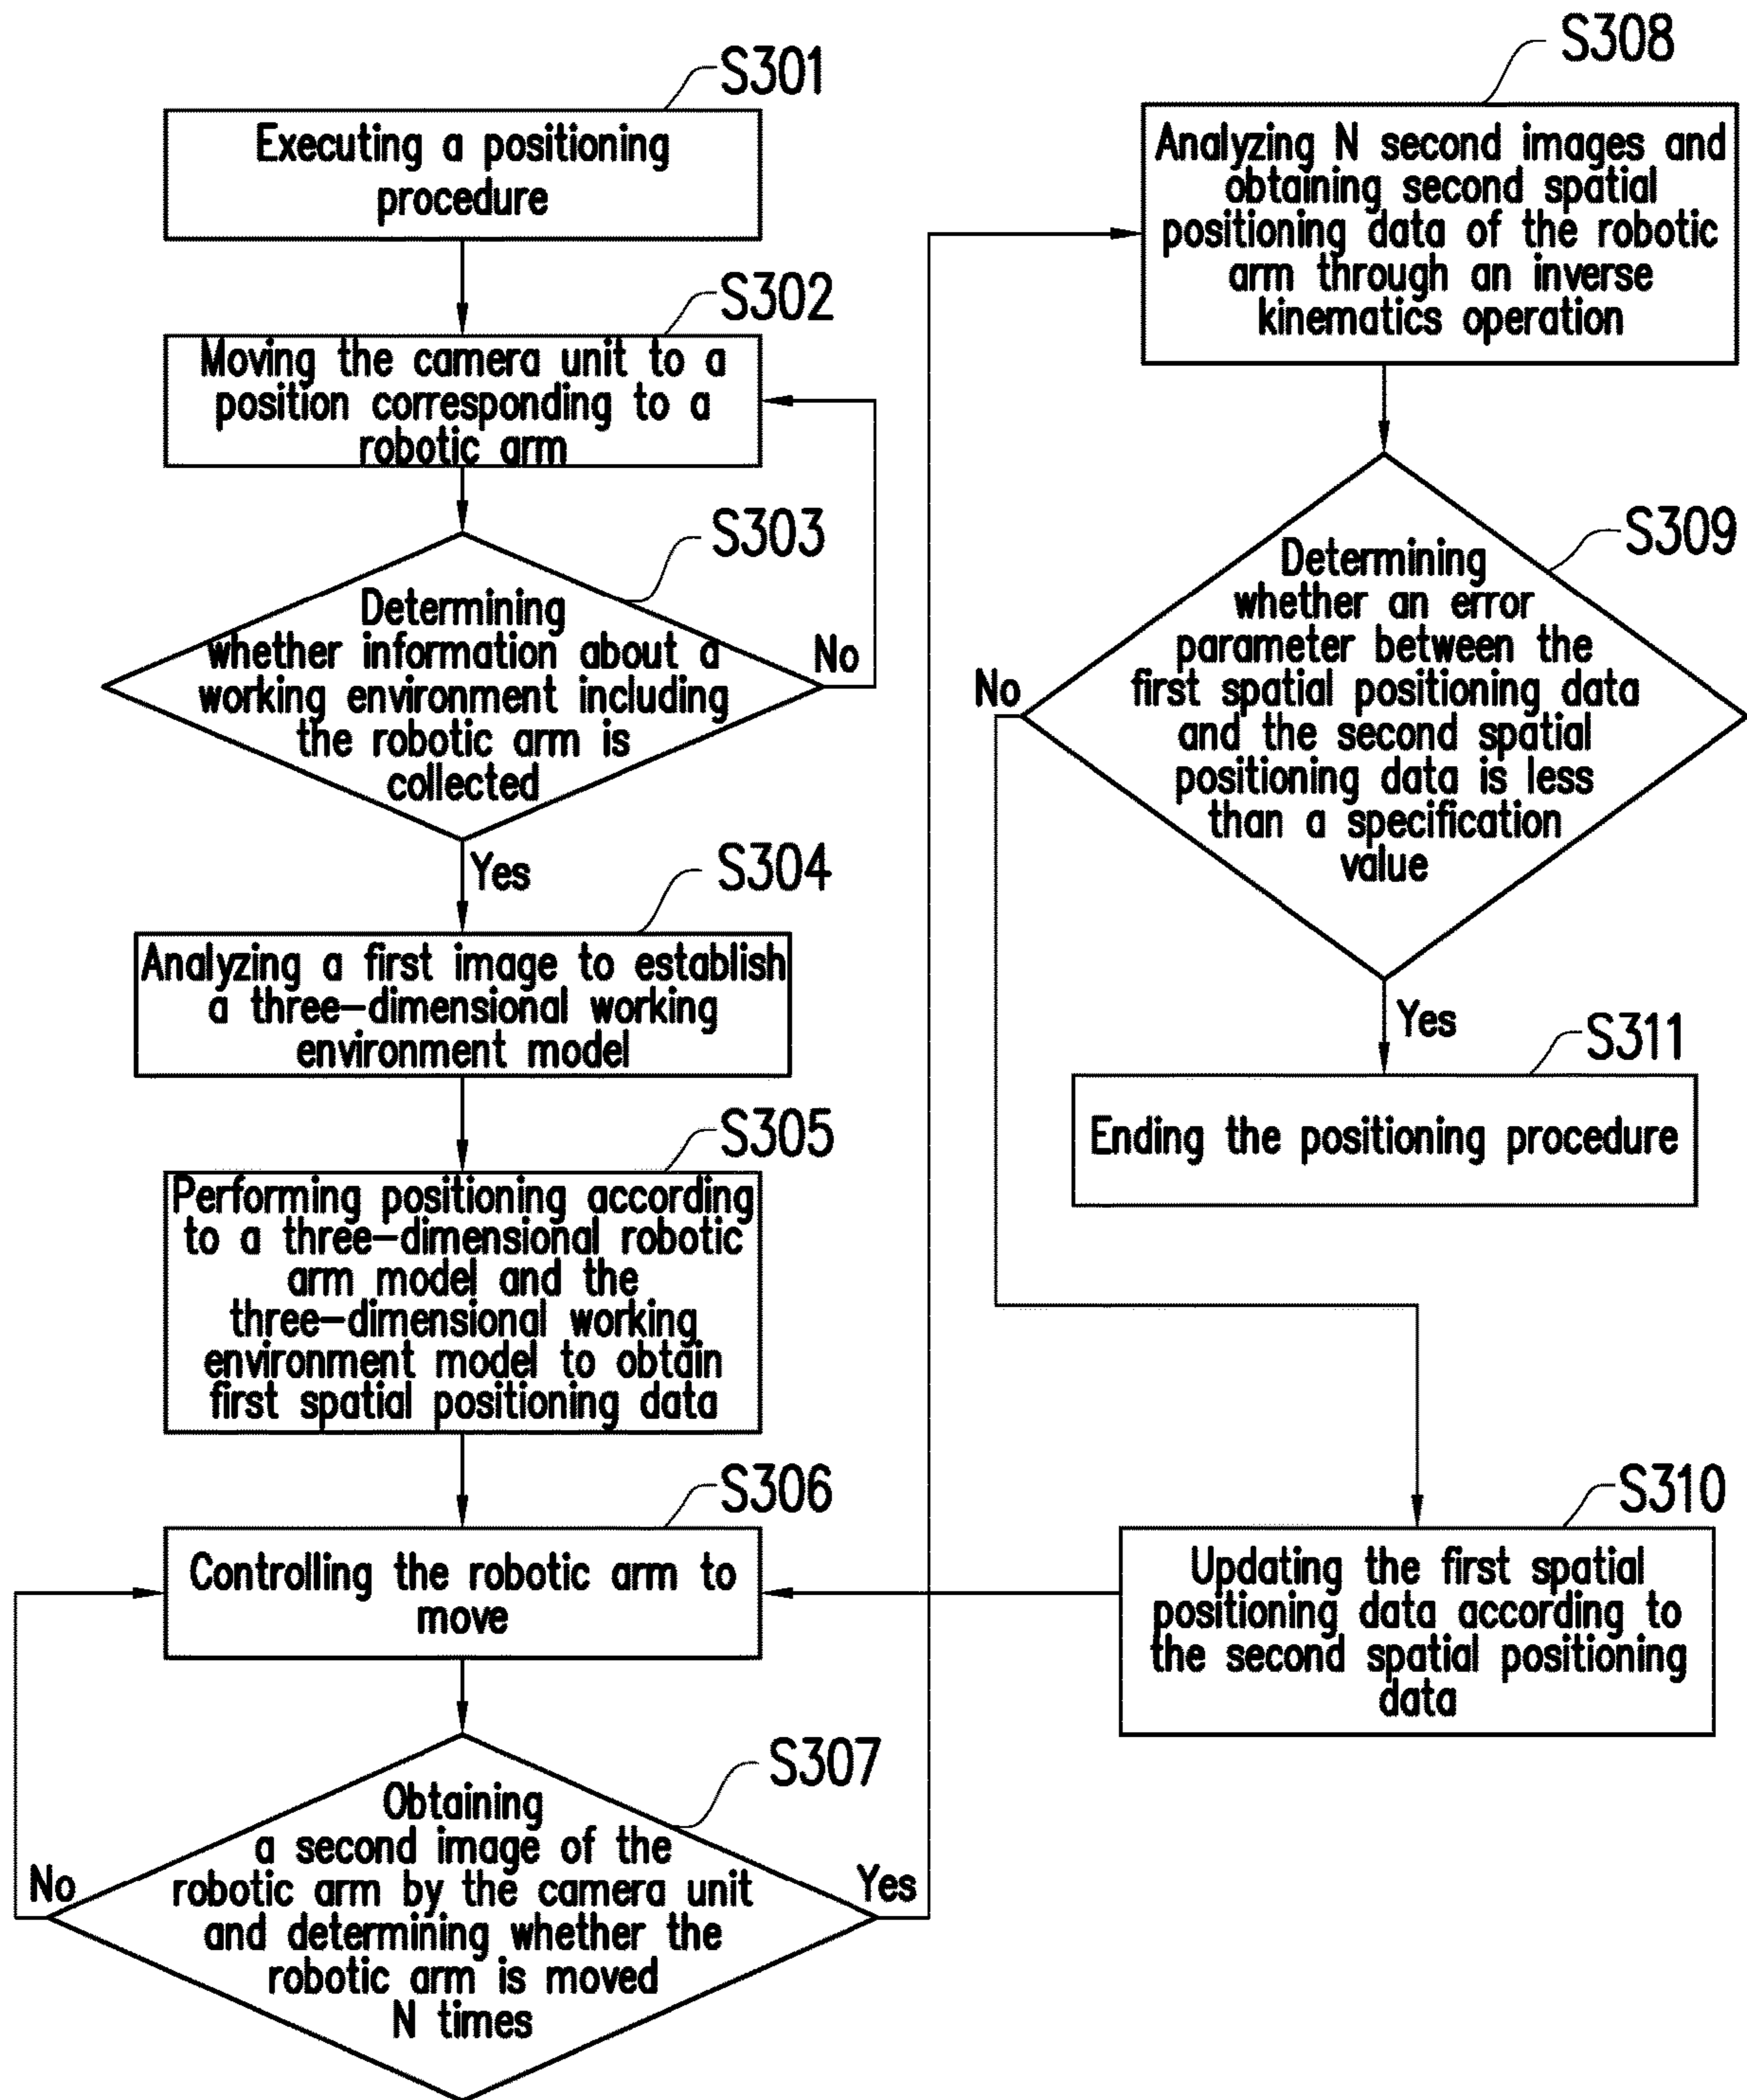 S301
Executing a positioning
procedure
S302
Moving the camera unit to a
position corresponding to a
robotic arm
S303
Determining
whether information about a
working environment including
the robotic arm is
collected
No
Yes
S304
Analyzing a first image to establish
a three-dimensional working
environment model
S305
Performing positioning according
to a three-dimensional robotic
arm model and the
three-dimensional working
environment model to obtain
first spatial positioning data
S306
Controlling the robotic arm to
move
S307
Obtaining
a second image of the
robotic arm by the camera unit
and determining whether the
robotic arm is moved
N times
No
Yes
S308
Analyzing N second images and
obtaining second spatial
positioning data of the robotic
arm through an inverse
kinematics operation
S309
Determining
whether an error
parameter between the
first spatial positioning data
and the second spatial
positioning data is less
than a specification
value
No
Yes
S311
Ending the positioning procedure
S310
Updating the first spatial
positioning data according to
the second spatial positioning
data